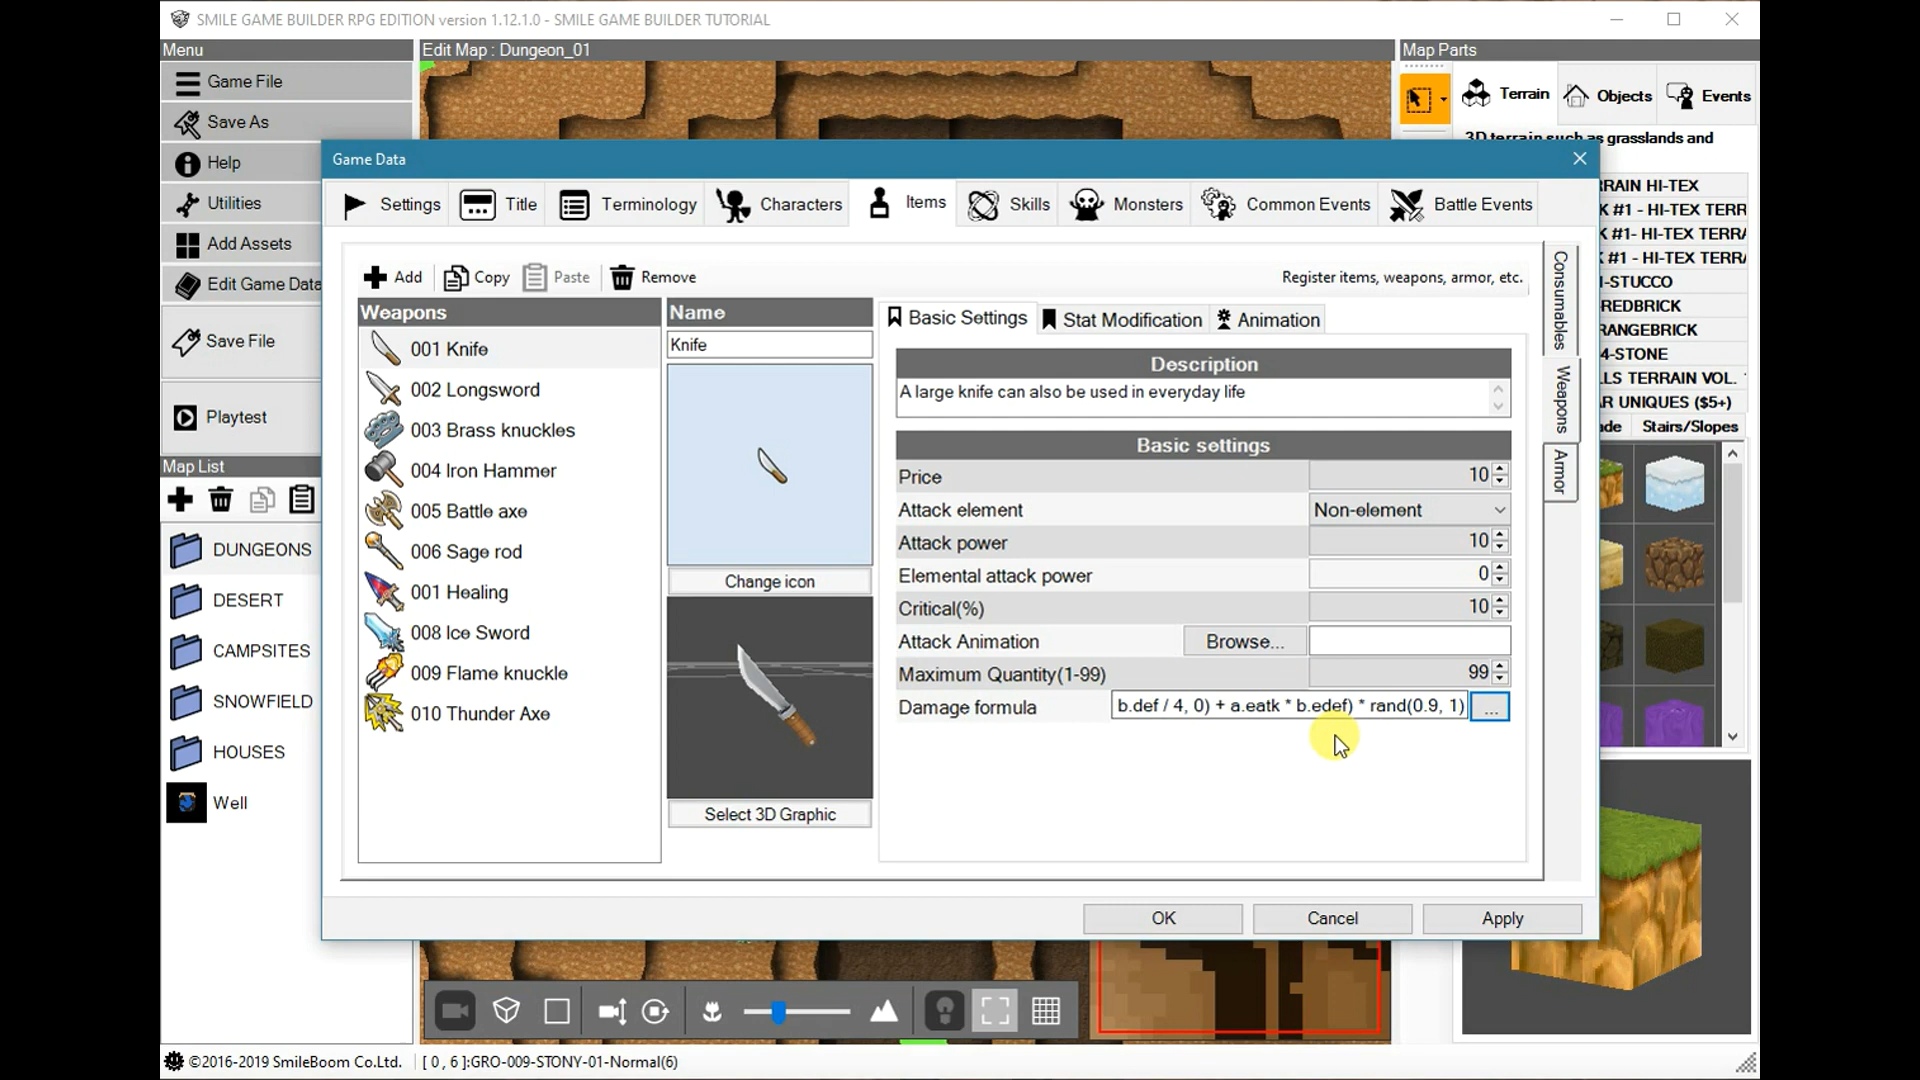 SMILE GAME BUILDER RPG EDITION version 1.12.1.0 - SMILE GAME BUILDER TUTORIAL
Menu
Edit Map : Dungeon_01
Map Parts
Game File
Save As
Help
Utilities
Add Assets
Edit Game Data
Save File
Playtest
Map List
DUNGEONS
DESERT
CAMPSITES
SNOWFIELD
HOUSES
Well
Terrain
Objects
Events
3D terrain such as grasslands and
RAIN HI-TEX
K #1 - HI-TEX TERR
K #1- HI-TEX TERRA
#1 - HI-TEX TERRA
I-STUCCO
REDBRICK
RANGEBRICK
4-STONE
LLS TERRAIN VOL.
R UNIQUES ($5+)
de
Stairs/Slopes
Game Data
Settings
Title
Terminology
Characters
Items
Skills
Monsters
Common Events
Battle Events
Add
Copy
Paste
Remove
Register items, weapons, armor, etc.
Consumables
Weapons
Armor
Weapons
001 Knife
002 Longsword
003 Brass knuckles
004 Iron Hammer
005 Battle axe
006 Sage rod
001 Healing
008 Ice Sword
009 Flame knuckle
010 Thunder Axe
Name
Knife
Change icon
Select 3D Graphic
Basic Settings
Stat Modification
Animation
Description
A large knife can also be used in everyday life
Basic settings
Price 10
Attack element Non-element
Attack power 10
Elemental attack power 0
Critical(%) 10
Attack Animation Browse...
Maximum Quantity(1-99) 99
Damage formula b.def / 4, 0) + a.eatk * b.edef) * rand(0.9, 1) ...
OK
Cancel
Apply
©2016-2019 SmileBoom Co.Ltd.
[ 0 , 6 ]:GRO-009-STONY-01-Normal(6)